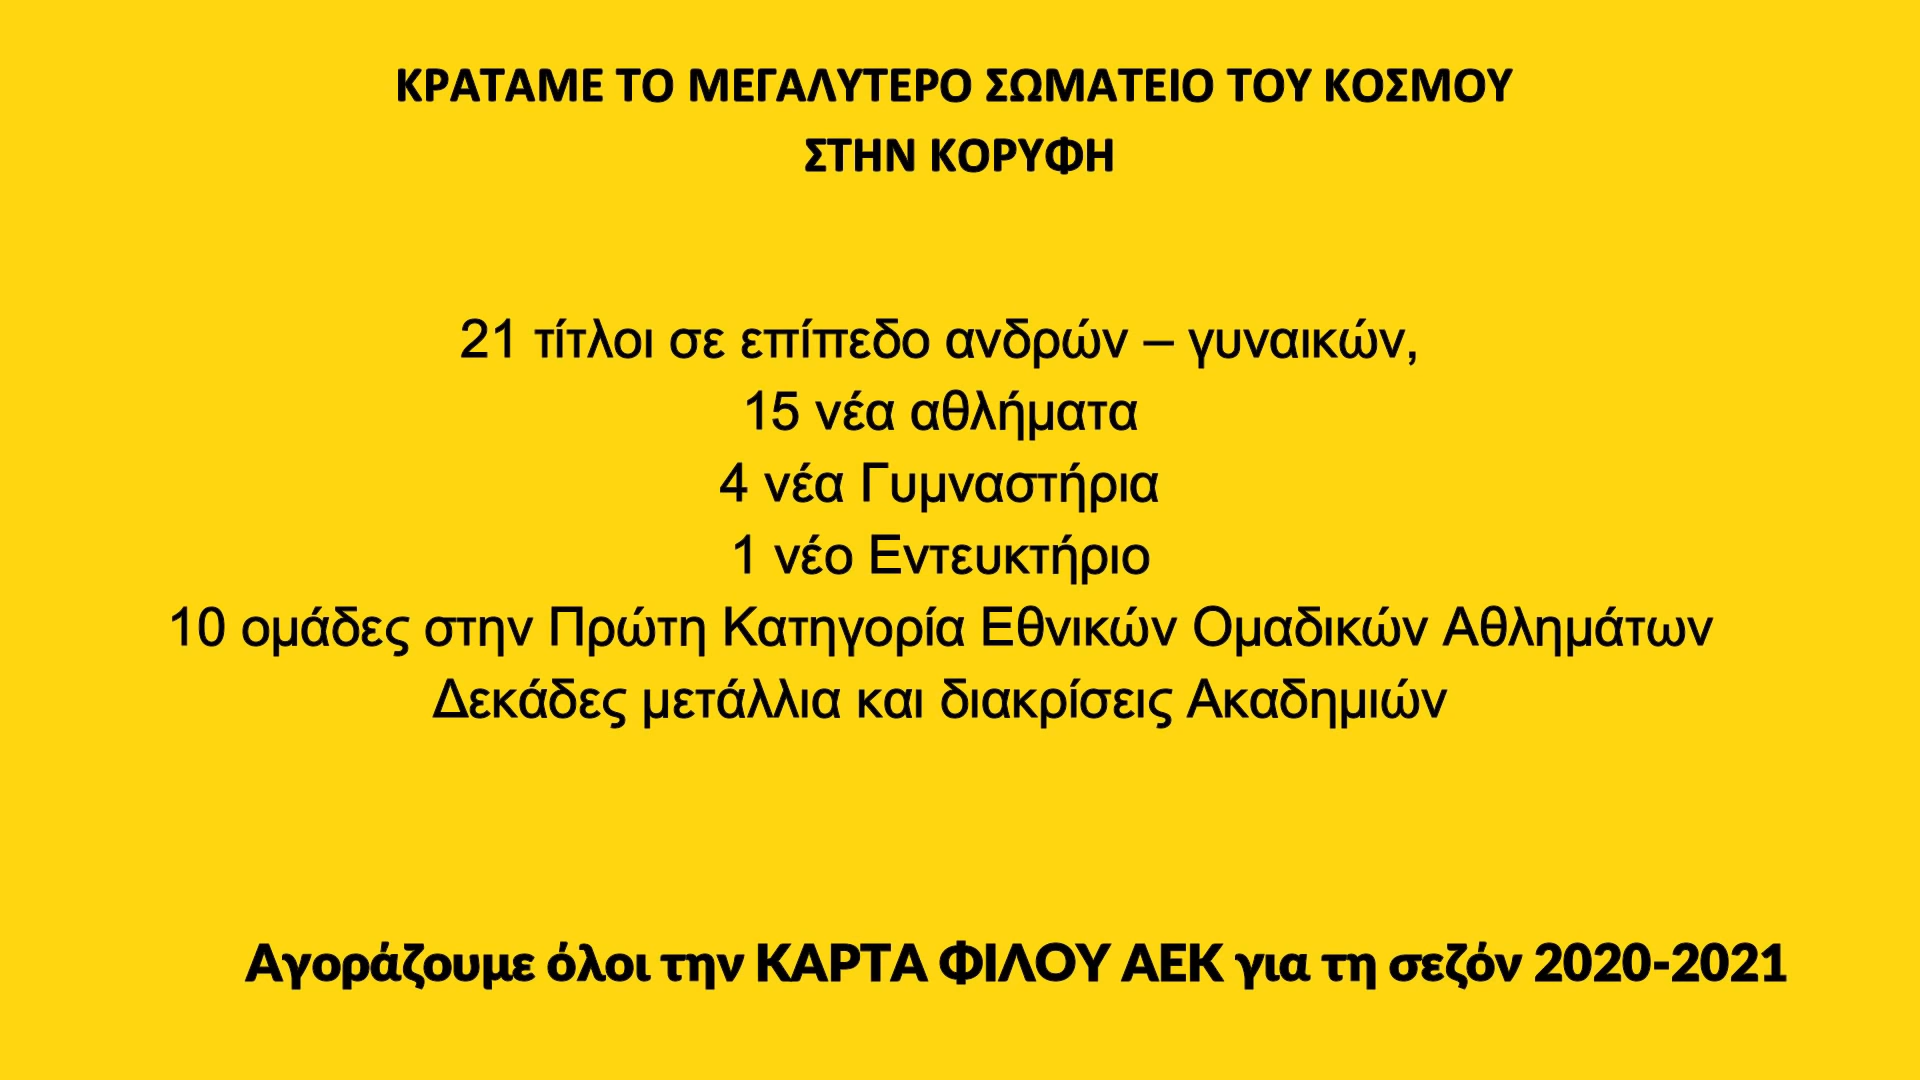 ΚΡΑΤΑΜΕ ΤΟ ΜΕΓΑΛΥΤΕΡΟ ΣΩΜΑΤΕΙΟ ΤΟΥ ΚΟΣΜΟΥ
ΣΤΗΝ ΚΟΡΥΦΗ
21 τίτλοι σε επίπεδο ανδρών – γυναικών,
15 νέα αθλήματα
4 νέα Γυμναστήρια
1 νέο Εντευκτήριο
10 ομάδες στην Πρώτη Κατηγορία Εθνικών Ομαδικών Αθλημάτων
Δεκάδες μετάλλια και διακρίσεις Ακαδημιών
Αγοράζουμε όλοι την ΚΑΡΤΑ ΦΙΛΟΥ ΑΕΚ για τη σεζόν 2020-2021